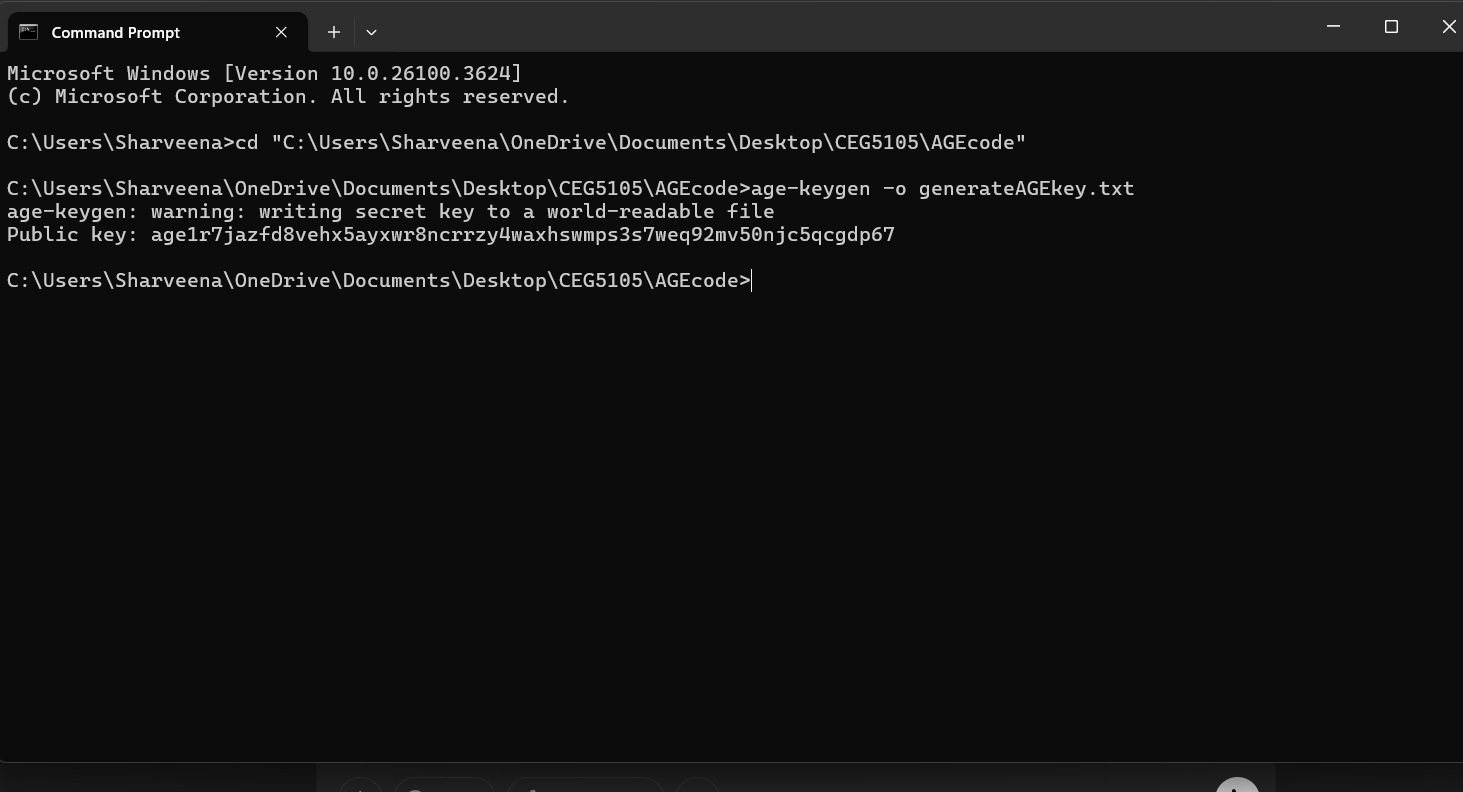 Command Prompt
Microsoft Windows [Version 10.0.26100.3624]
(c) Microsoft Corporation. All rights reserved.
C:\Users\Sharveena>cd "C:\Users\Sharveena\OneDrive\Documents\Desktop\CEG5105\AGEcode"
C:\Users\Sharveena\OneDrive\Documents\Desktop\CEG5105\AGEcode>age-keygen -o generateAGEkey.txt
age-keygen: warning: writing secret key to a world-readable file
Public key: age1r7jazfd8vehx5ayxwr8ncrrzy4waxhswmps3s7weq92mv50njc5qcgdp67
C:\Users\Sharveena\OneDrive\Documents\Desktop\CEG5105\AGEcode>